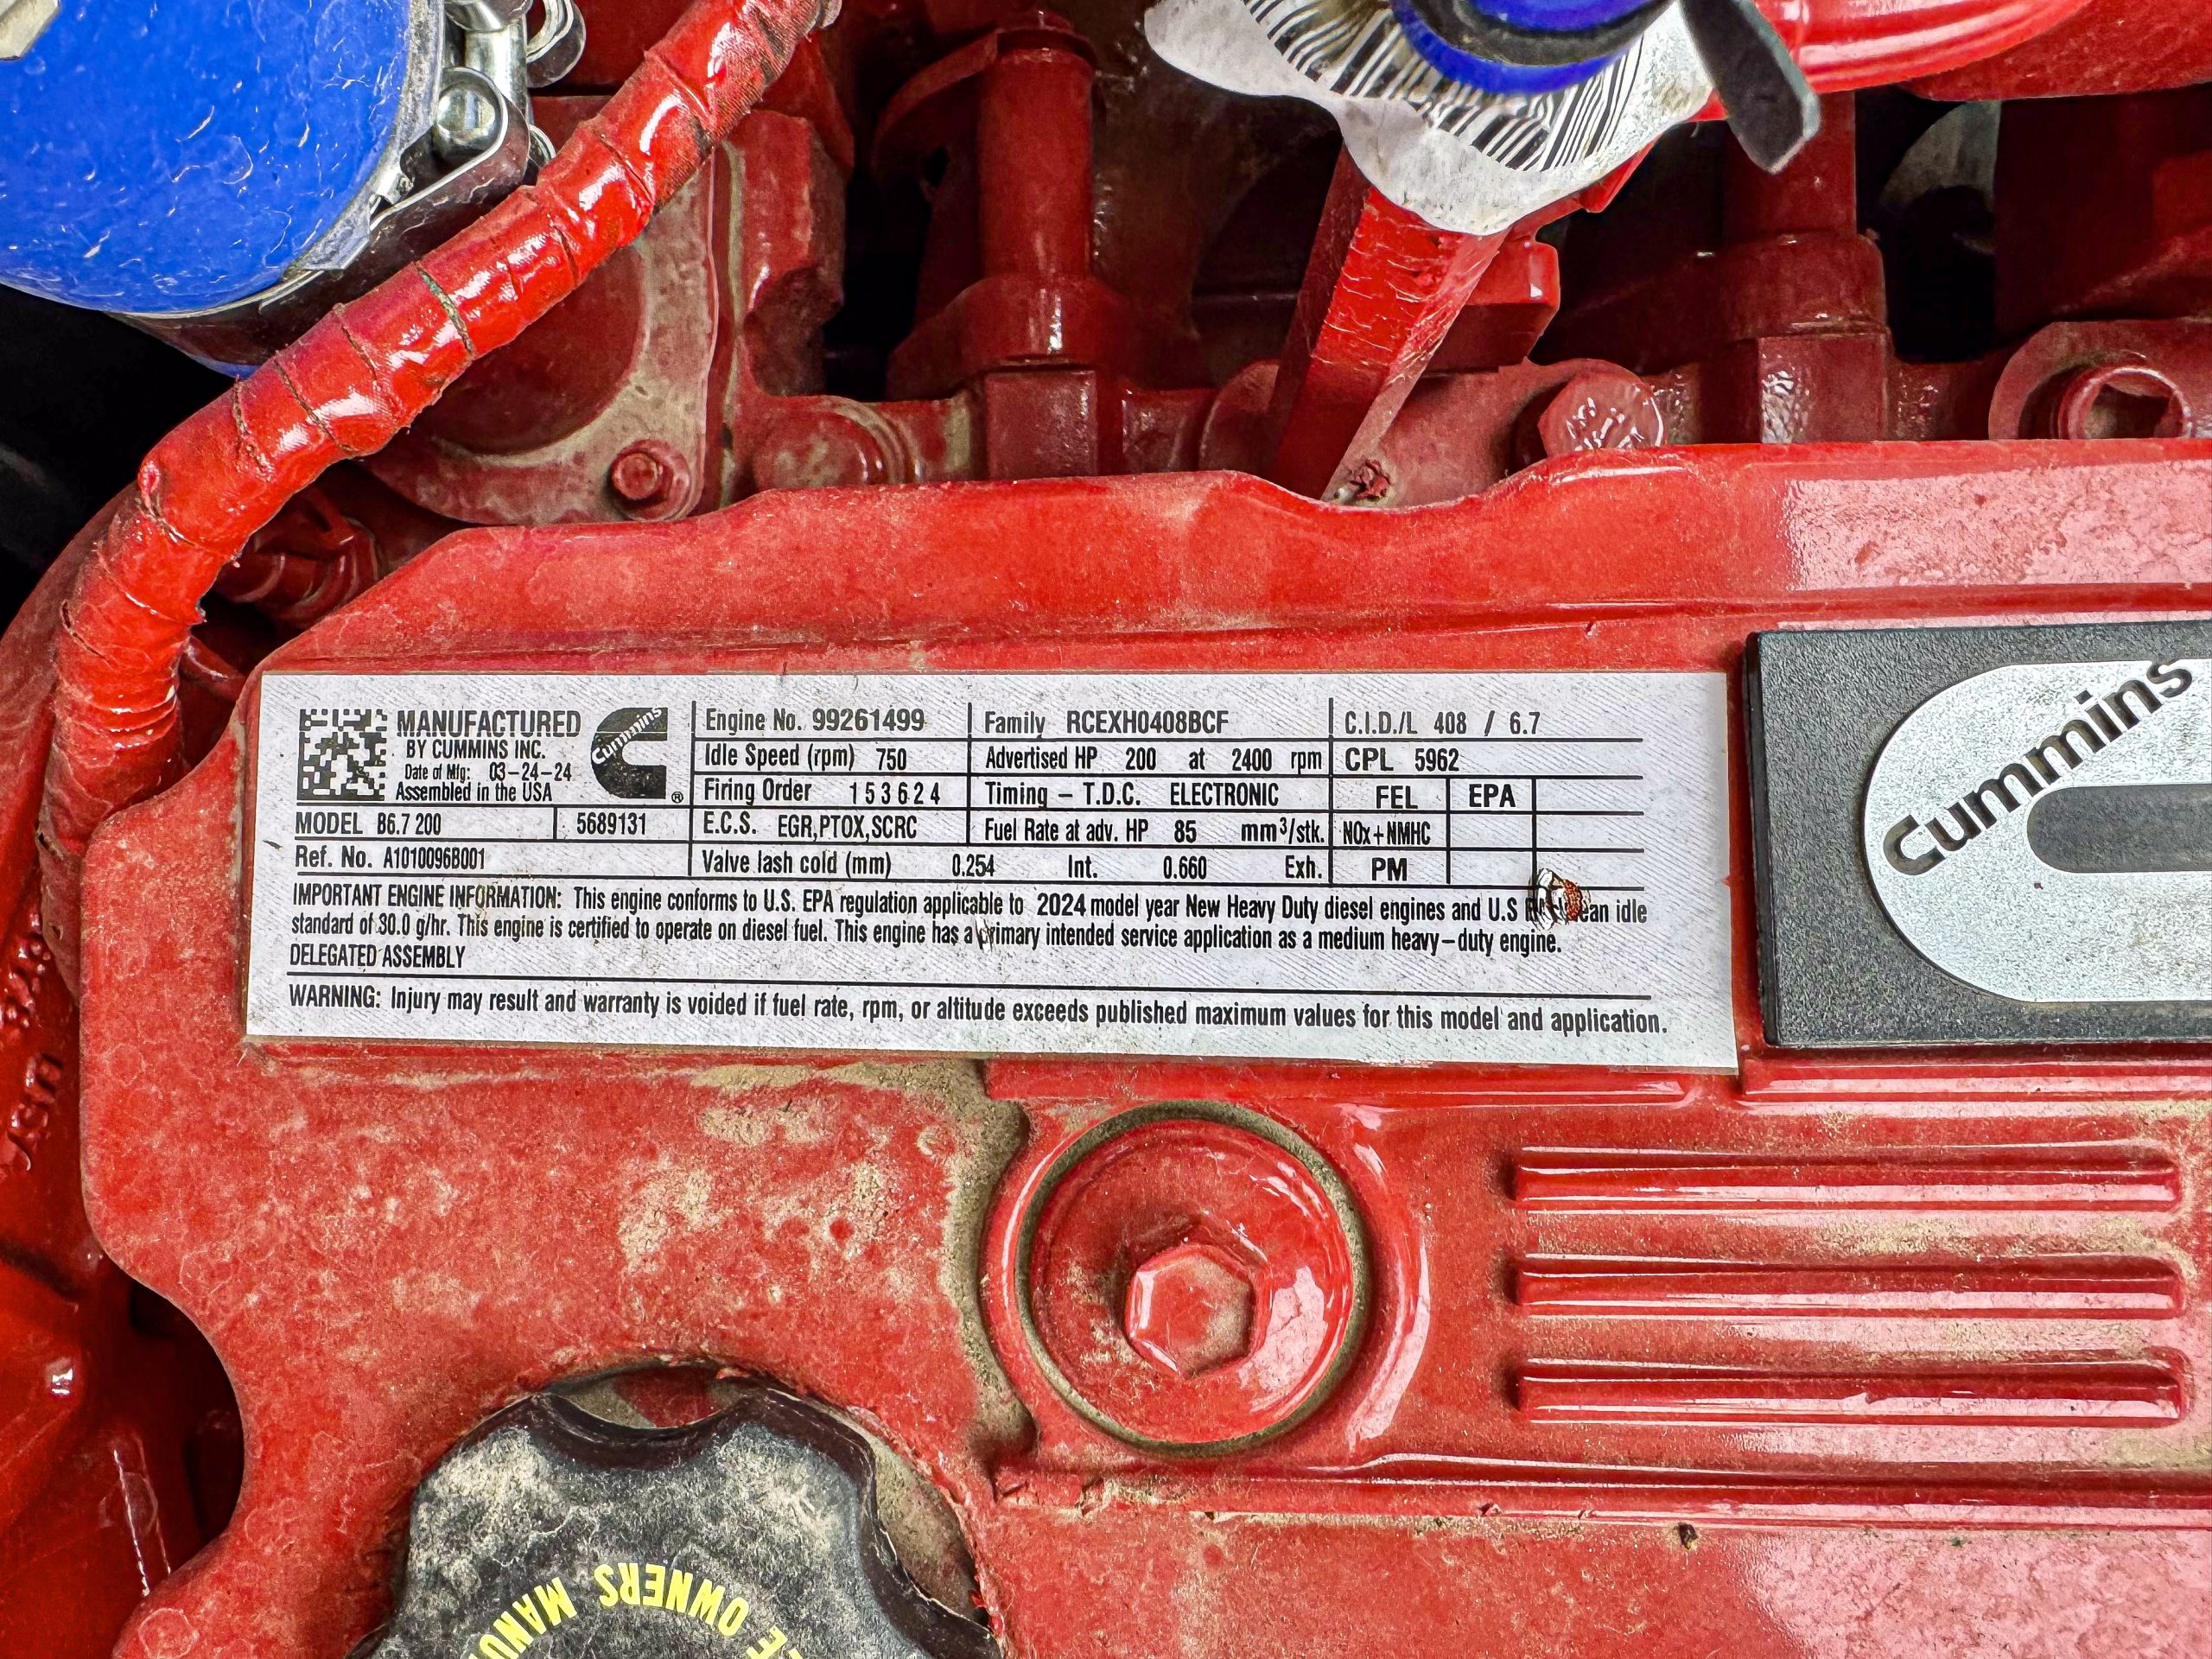 MANUFACTURED
BY CUMMINS INC.
Date of Mfg: 03-24-24
Assembled in the USA
Cummins
®
MODEL B6.7 200 5689131
Ref. No. A1010096B001
Engine No. 99261499
Idle Speed (rpm) 750
Firing Order 1 5 3 6 2 4
E.C.S. EGR,PTOX,SCRC
Valve lash cold (mm) 0.254 Int. 0.660 Exh.
Family RCEXH0408BCF
Advertised HP 200 at 2400 rpm
Timing - T.D.C. ELECTRONIC
Fuel Rate at adv. HP 85 mm³/stk.
C.I.D./L 408 / 6.7
CPL 5962
FEL EPA
NOx+NMHC
PM
IMPORTANT ENGINE INFORMATION: This engine conforms to U.S. EPA regulation applicable to 2024 model year New Heavy Duty diesel engines and U.S idle
standard of 30.0 g/hr. This engine is certified to operate on diesel fuel. This engine has a primary intended service application as a medium heavy-duty engine.
DELEGATED ASSEMBLY
WARNING: Injury may result and warranty is voided if fuel rate, rpm, or altitude exceeds published maximum values for this model and application.
Cummins
OWNERS